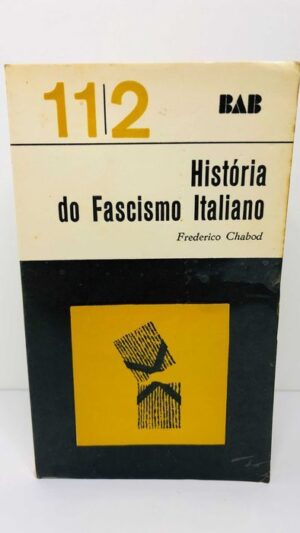 11|2
BAB
História
do Fascismo Italiano
Frederico Chabod